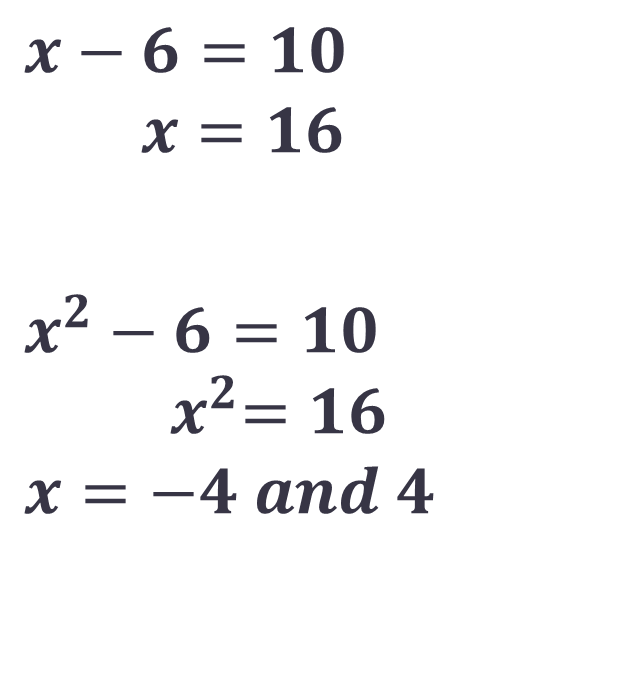 x − 6 = 10
x = 16
x² − 6 = 10
x² = 16
x = −4 and 4